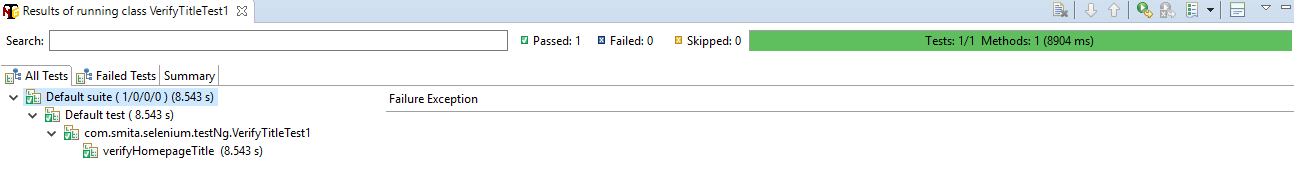 Results of running class VerifyTitleTest1
Search: Passed: 1 Failed: 0 Skipped: 0 Tests: 1/1 Methods: 1 (8904 ms)
All Tests Failed Tests Summary
Default suite ( 1/0/0/0 ) (8.543 s)
Failure Exception
Default test ( 8.543 s)
com.smita.selenium.testNg.VerifyTitleTest1
verifyHomepageTitle (8.543 s)